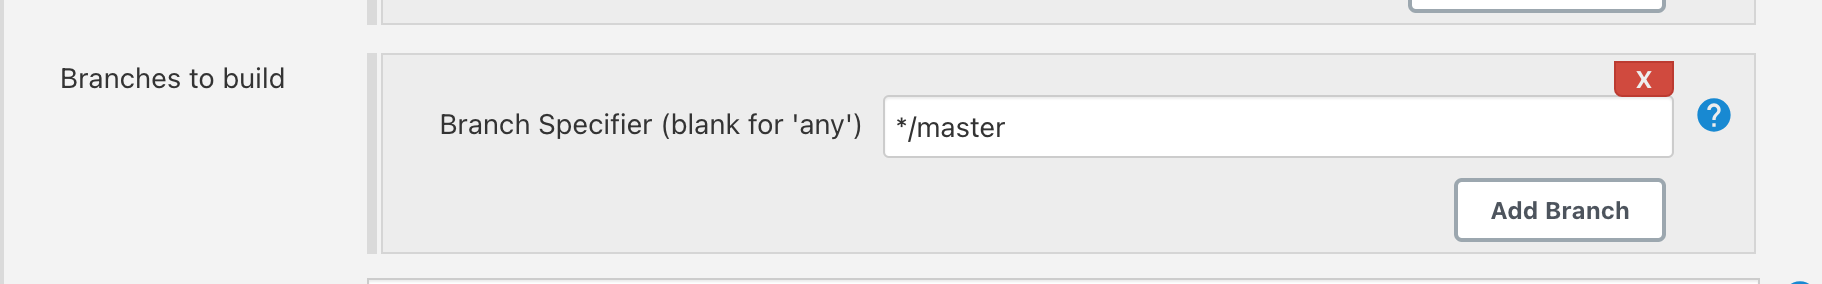 Branches to build
X
Branch Specifier (blank for 'any')
*/master
?
Add Branch